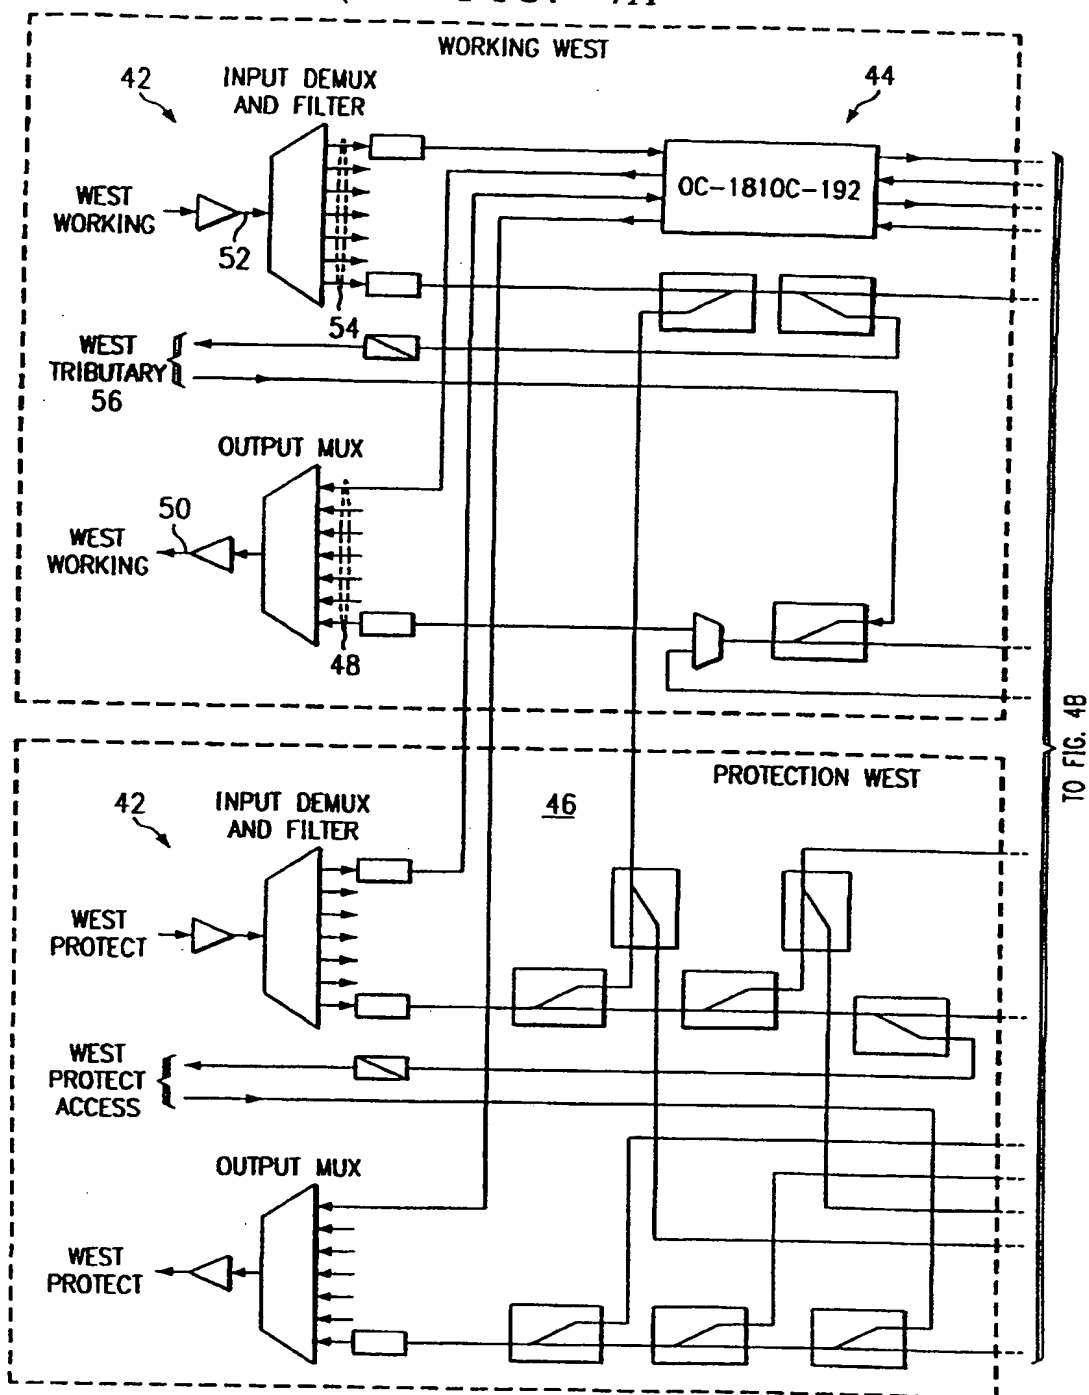 WORKING WEST
42
INPUT DEMUX
AND FILTER
44
OC-1810C-192
WEST
WORKING
52
54
WEST
TRIBUTARY
56
OUTPUT MUX
50
WEST
WORKING
48
TO FIG. 4B
PROTECTION WEST
42
INPUT DEMUX
AND FILTER
46
WEST
PROTECT
WEST
PROTECT
ACCESS
OUTPUT MUX
WEST
PROTECT